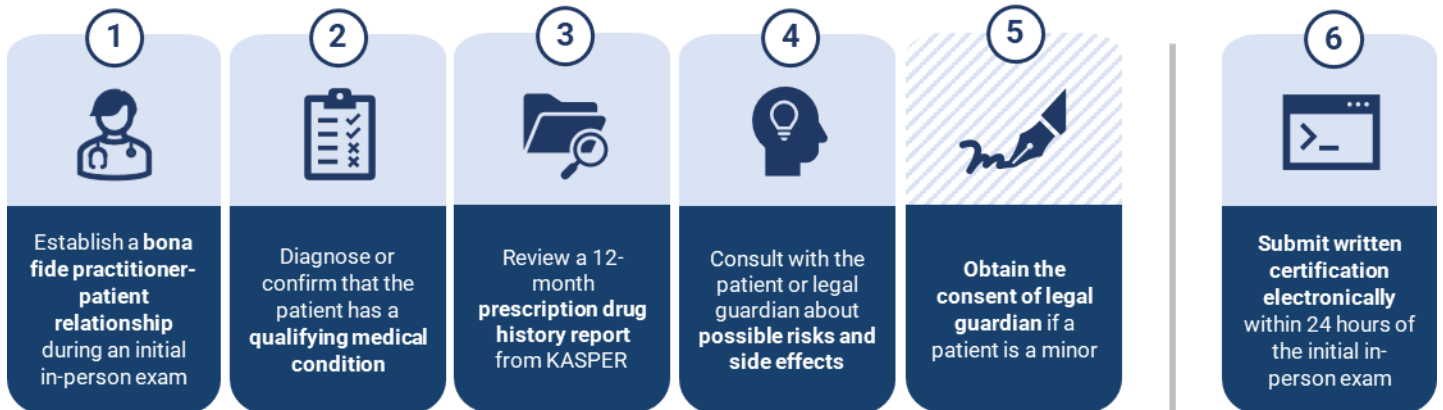 1
Establish a bona
fide practitioner-
patient
relationship
during an initial
in-person exam
2
Diagnose or
confirm that the
patient has a
qualifying medical
condition
3
Review a 12-
month
prescription drug
history report
from KASPER
4
Consult with the
patient or legal
guardian about
possible risks and
side effects
5
Obtain the
consent of legal
guardian if a
patient is a minor
6
Submit written
certification
electronically
within 24 hours of
the initial in-
person exam